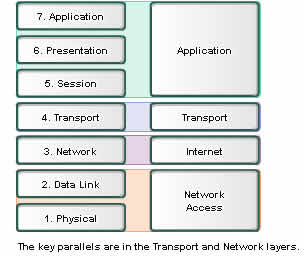 7. Application
6. Presentation
5. Session
Application
4. Transport
Transport
3. Network
Internet
2. Data Link
1. Physical
Network
Access
The key parallels are in the Transport and Network layers.